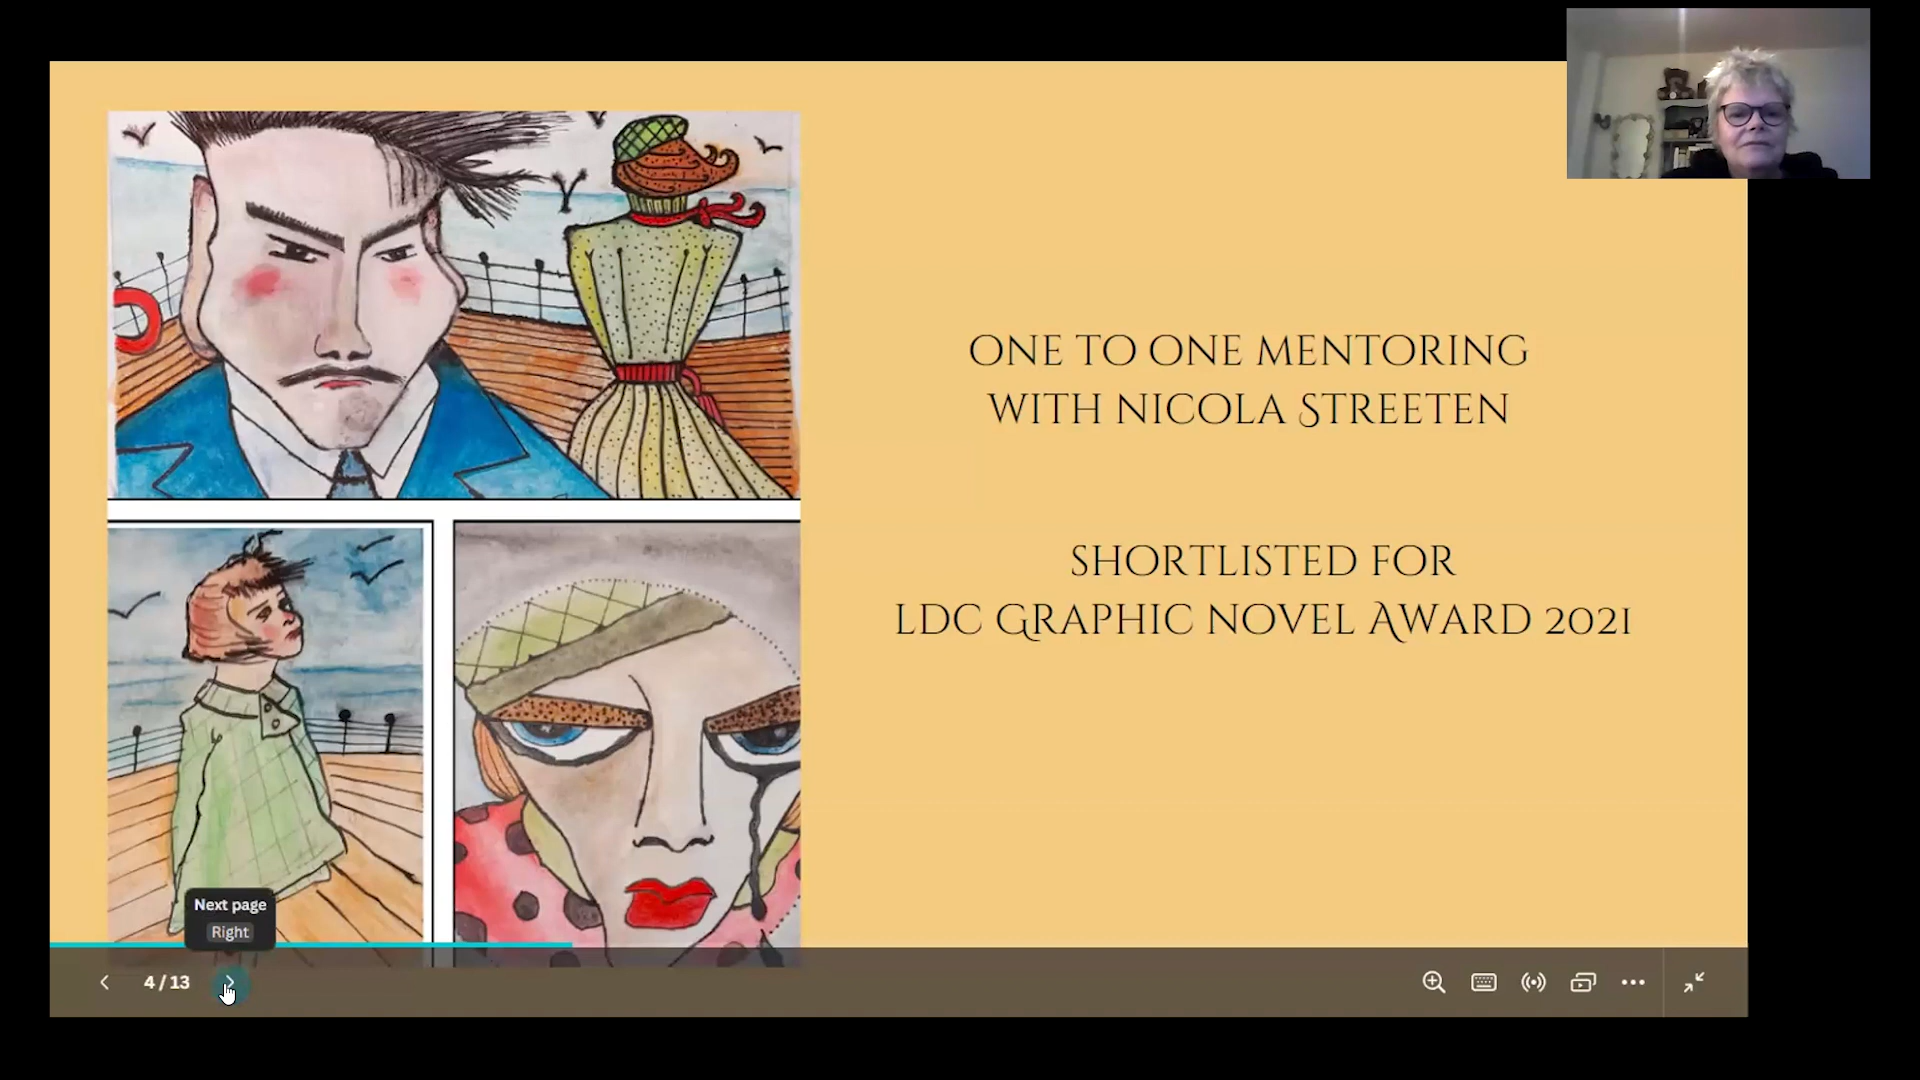 ONE TO ONE MENTORING
WITH NICOLA STREETEN
SHORTLISTED FOR
LDC GRAPHIC NOVEL AWARD 2021
Next page
Right
4 / 13